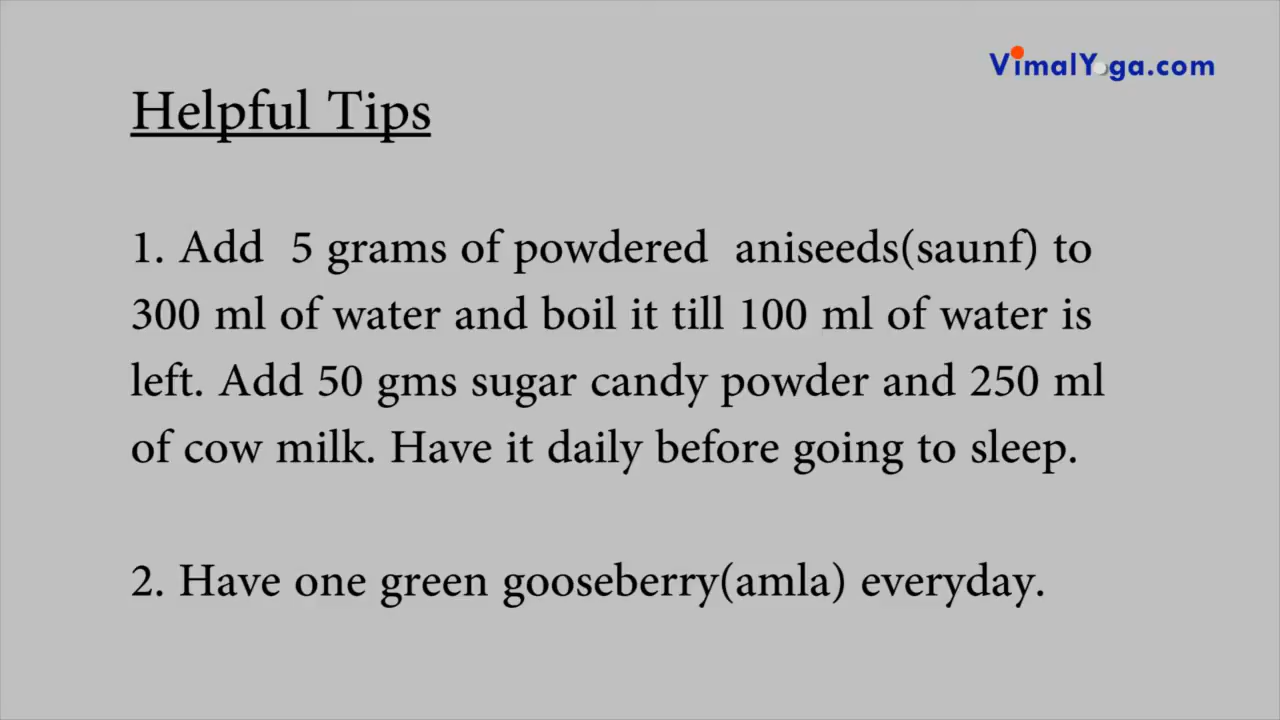 VimalYoga.com
Helpful Tips
1. Add 5 grams of powdered aniseeds(saunf) to
300 ml of water and boil it till 100 ml of water is
left. Add 50 gms sugar candy powder and 250 ml
of cow milk. Have it daily before going to sleep.
2. Have one green gooseberry(amla) everyday.